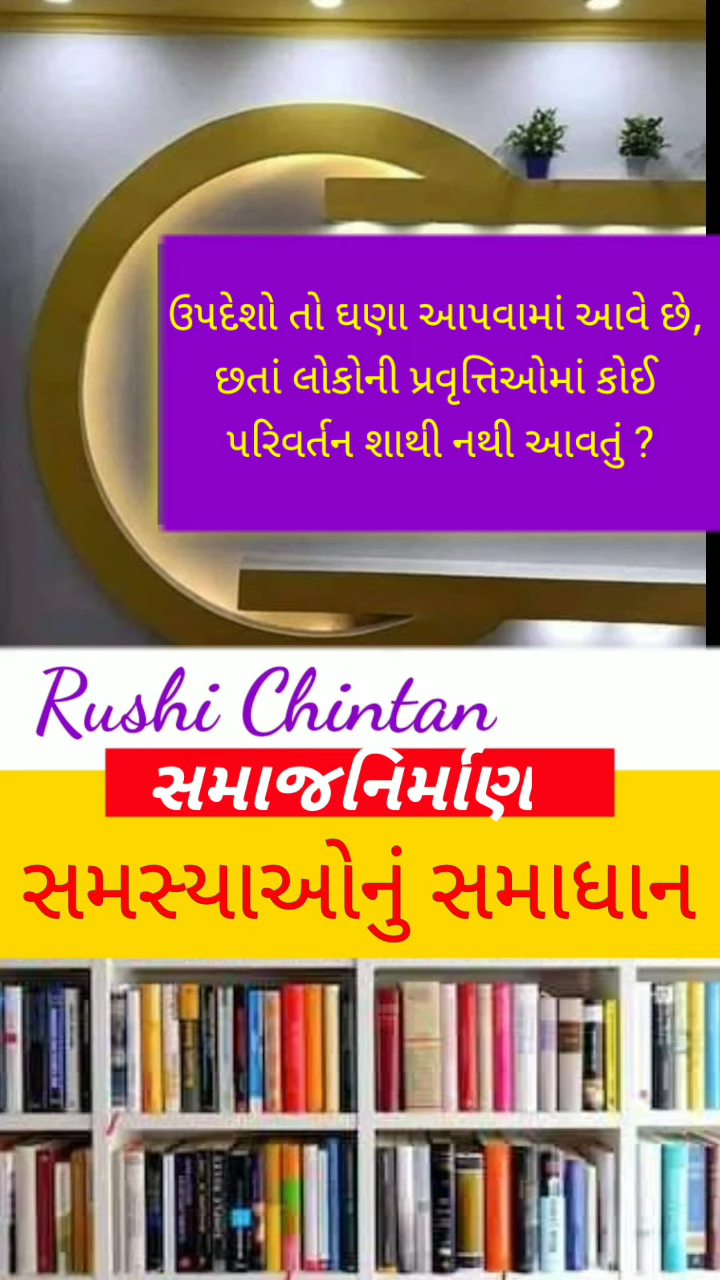 ઉપદેશો તો ઘણા આપવામાં આવે છે,
છતાં લોકોની પ્રવૃત્તિઓમાં કોઈ
પરિવર્તન શાથી નથી આવતું ?
Rushi Chintan
સમાજનિર્માણ
સમસ્યાઓનું સમાધાન